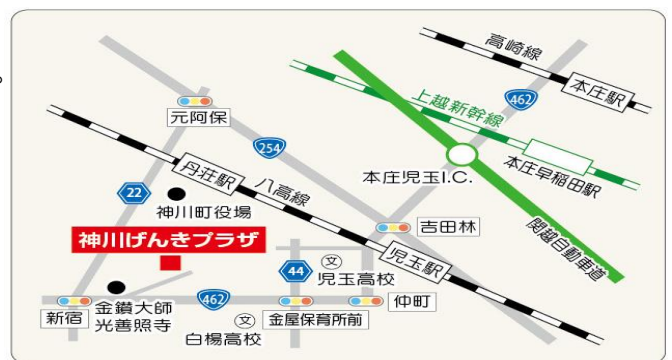 高崎線
本庄駅
462
上越新幹線
本庄早稲田駅
元阿保
254
本庄児玉I.C.
関越自動車道
丹荘駅
八高線
22
神川町役場
吉田林
児玉駅
神川げんきプラザ
44
文
児玉高校
金鑚大師
光善照寺
462
新宿
文
白楊高校
金屋保育所前
仲町